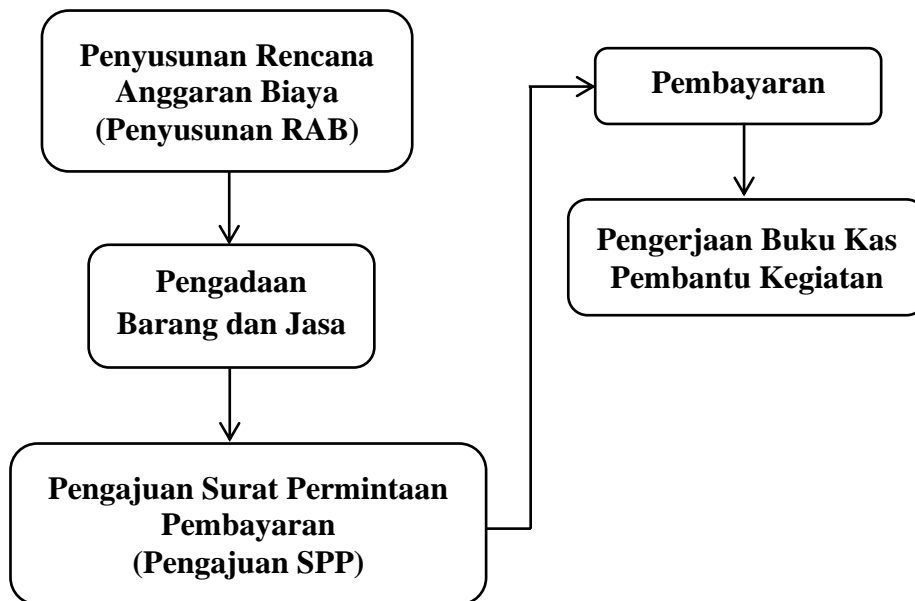 Penyusunan Rencana
Anggaran Biaya
(Penyusunan RAB)
Pengadaan
Barang dan Jasa
Pengajuan Surat Permintaan
Pembayaran
(Pengajuan SPP)
Pembayaran
Pengerjaan Buku Kas
Pembantu Kegiatan